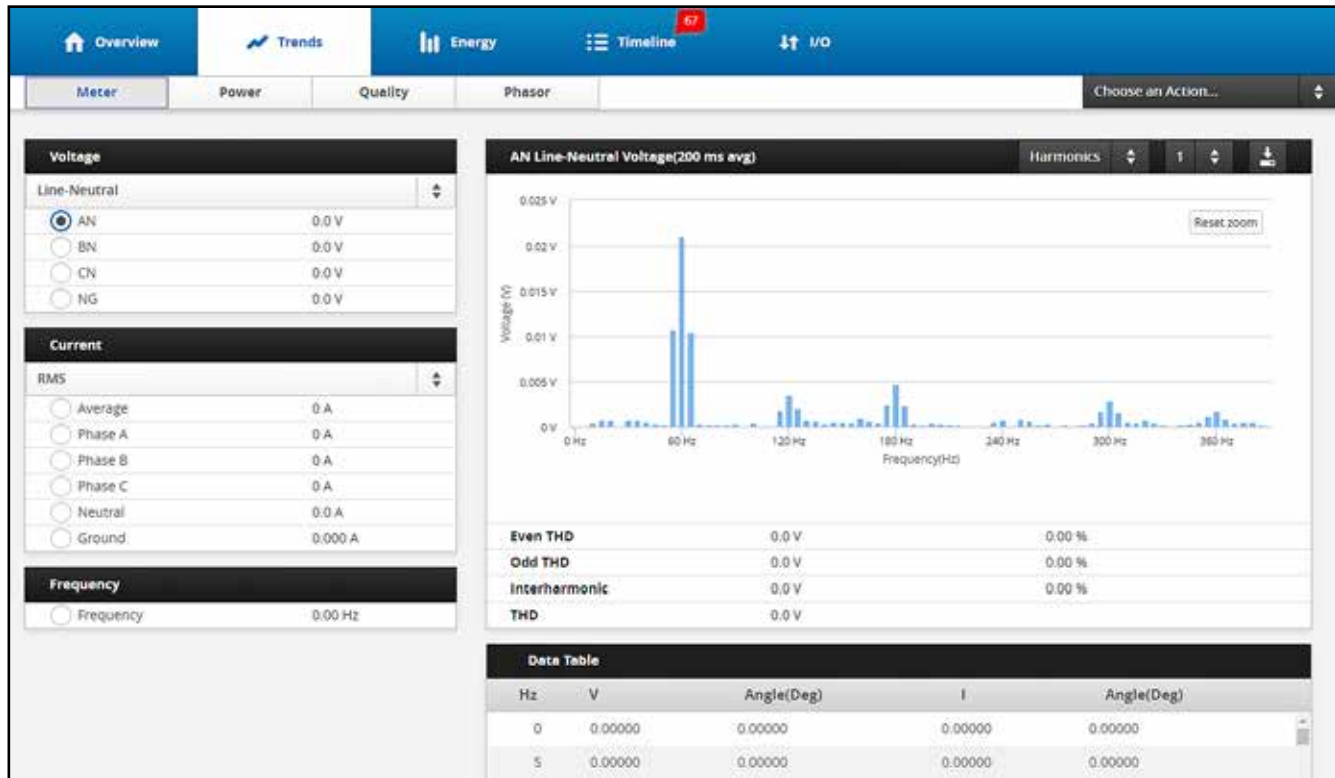 Overview Trends Energy Timeline 67 I/O
Meter Power Quality Phasor Choose an Action...
Voltage
Line-Neutral
AN 0.0 V
BN 0.0 V
CN 0.0 V
NG 0.0 V
Current
RMS
Average 0 A
Phase A 0 A
Phase B 0 A
Phase C 0 A
Neutral 0.0 A
Ground 0.000 A
Frequency
Frequency 0.00 Hz
AN Line-Neutral Voltage(200 ms avg) Harmonics 1
Reset zoom
Voltage (V)
0.025 V
0.02 V
0.015 V
0.01 V
0.005 V
0 V
0 Hz 60 Hz 120 Hz 180 Hz 240 Hz 300 Hz 360 Hz
Frequency(Hz)
Even THD 0.0 V 0.00 %
Odd THD 0.0 V 0.00 %
Interharmonic 0.0 V 0.00 %
THD 0.0 V
Data Table
Hz V Angle(Deg) I Angle(Deg)
0 0.00000 0.00000 0.00000 0.00000
5 0.00000 0.00000 0.00000 0.00000